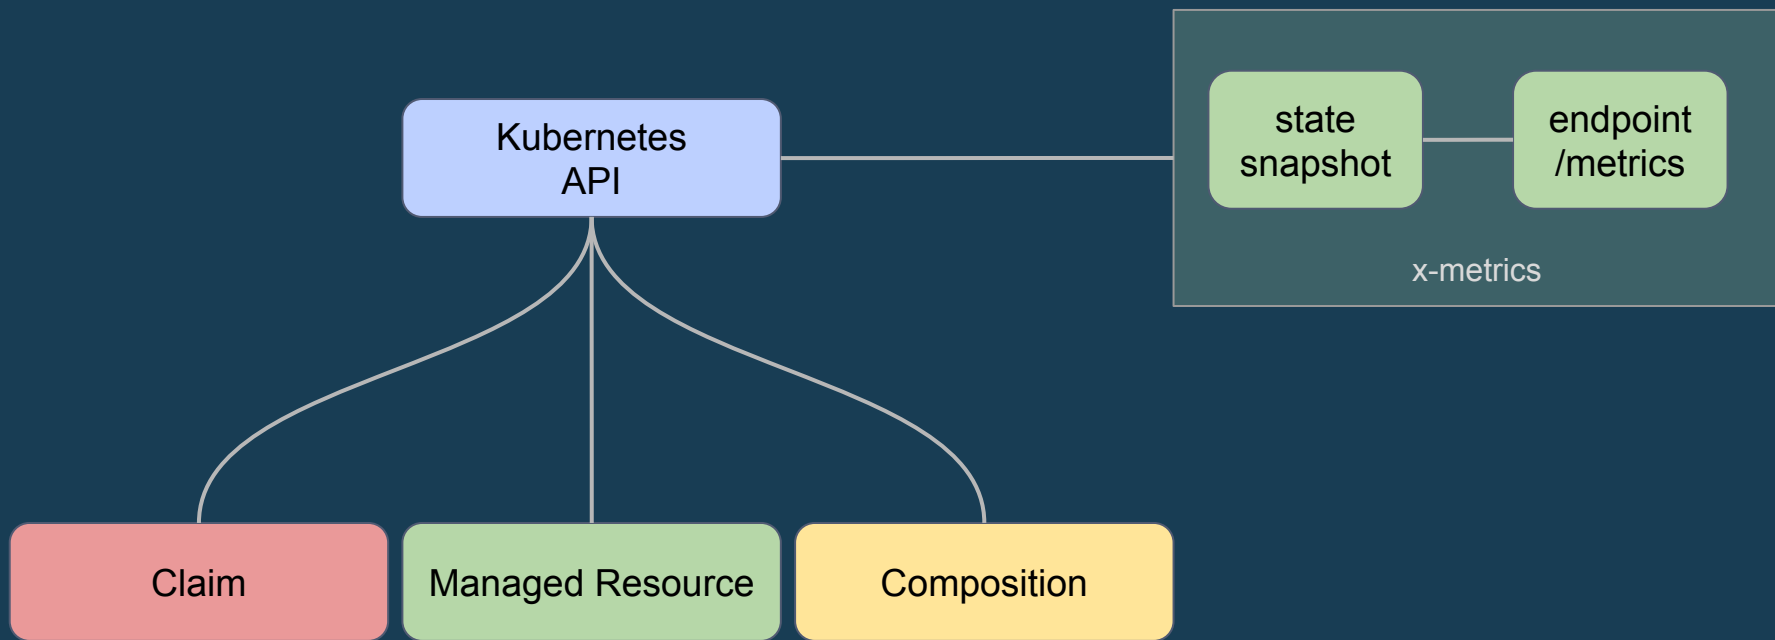 Kubernetes
API
state
snapshot
endpoint
/metrics
x-metrics
Claim
Managed Resource
Composition